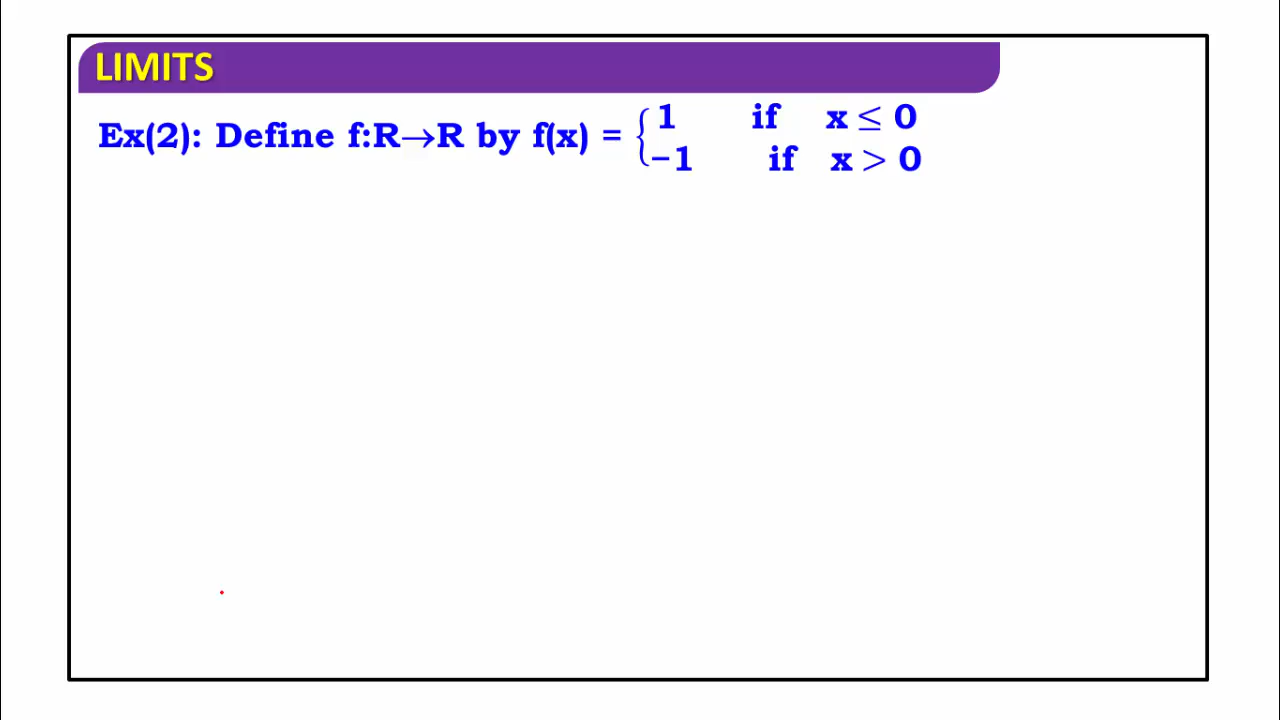 LIMITS
Ex(2): Define f:R→R by f(x) = { 1 if x ≤ 0
−1 if x > 0